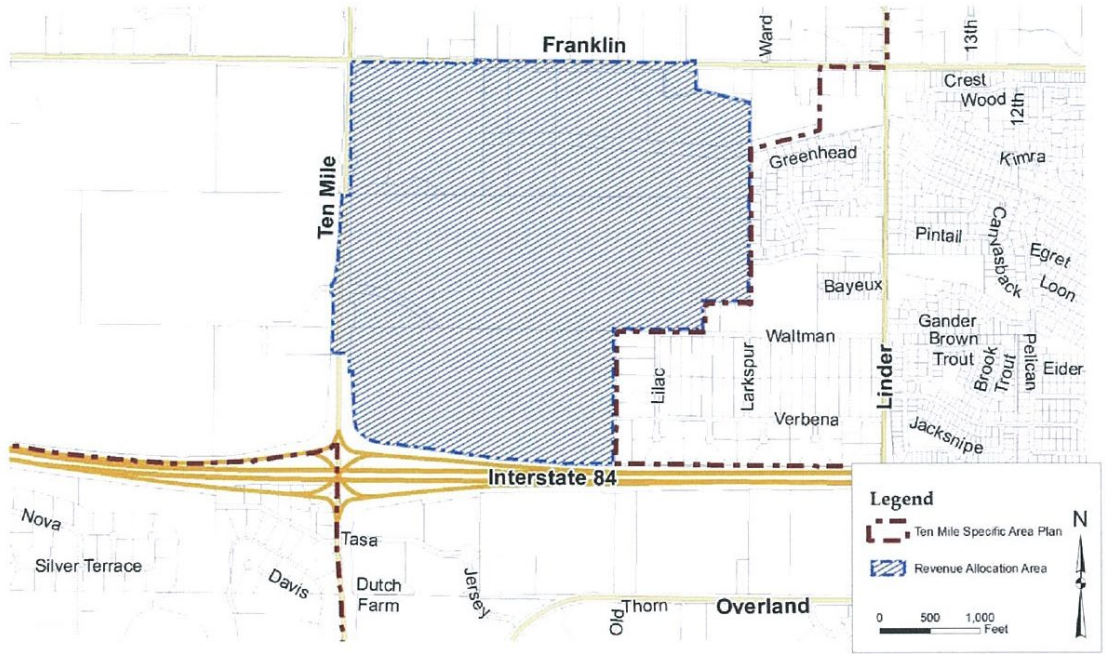 Franklin
Ward
13th
Crest
Wood
12th
Greenhead
Kimra
Ten Mile
Pintail
Canvasback
Egret
Loon
Bayeux
Gander
Brown
Trout
Waltman
Brook
Trout
Pelican
Eider
Lilac
Larkspur
Linder
Verbena
Jacksnipe
Interstate 84
Nova
Silver Terrace
Tasa
Davis
Dutch
Farm
Jersey
Old
Thorn
Overland
Legend
Ten Mile Specific Area Plan
Revenue Allocation Area
N
0 500 1,000
Feet